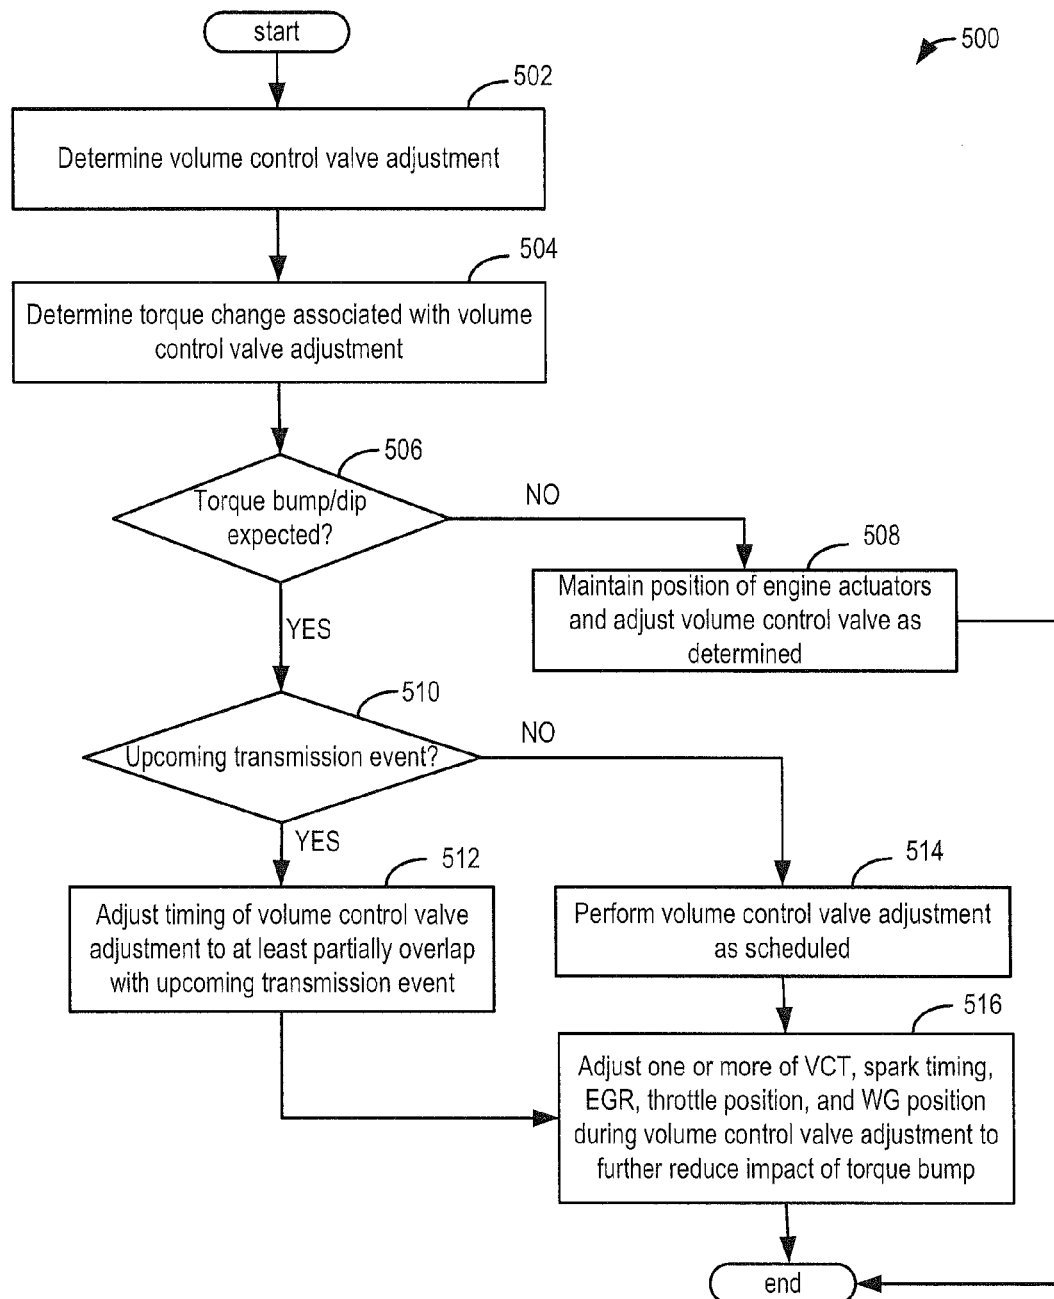 start
500
502
Determine volume control valve adjustment
504
Determine torque change associated with volume
control valve adjustment
506
Torque bump/dip
expected?
NO
508
Maintain position of engine actuators
and adjust volume control valve as
determined
YES
510
Upcoming transmission event?
NO
YES
512
Adjust timing of volume control valve
adjustment to at least partially overlap
with upcoming transmission event
514
Perform volume control valve adjustment
as scheduled
516
Adjust one or more of VCT, spark timing,
EGR, throttle position, and WG position
during volume control valve adjustment to
further reduce impact of torque bump
end